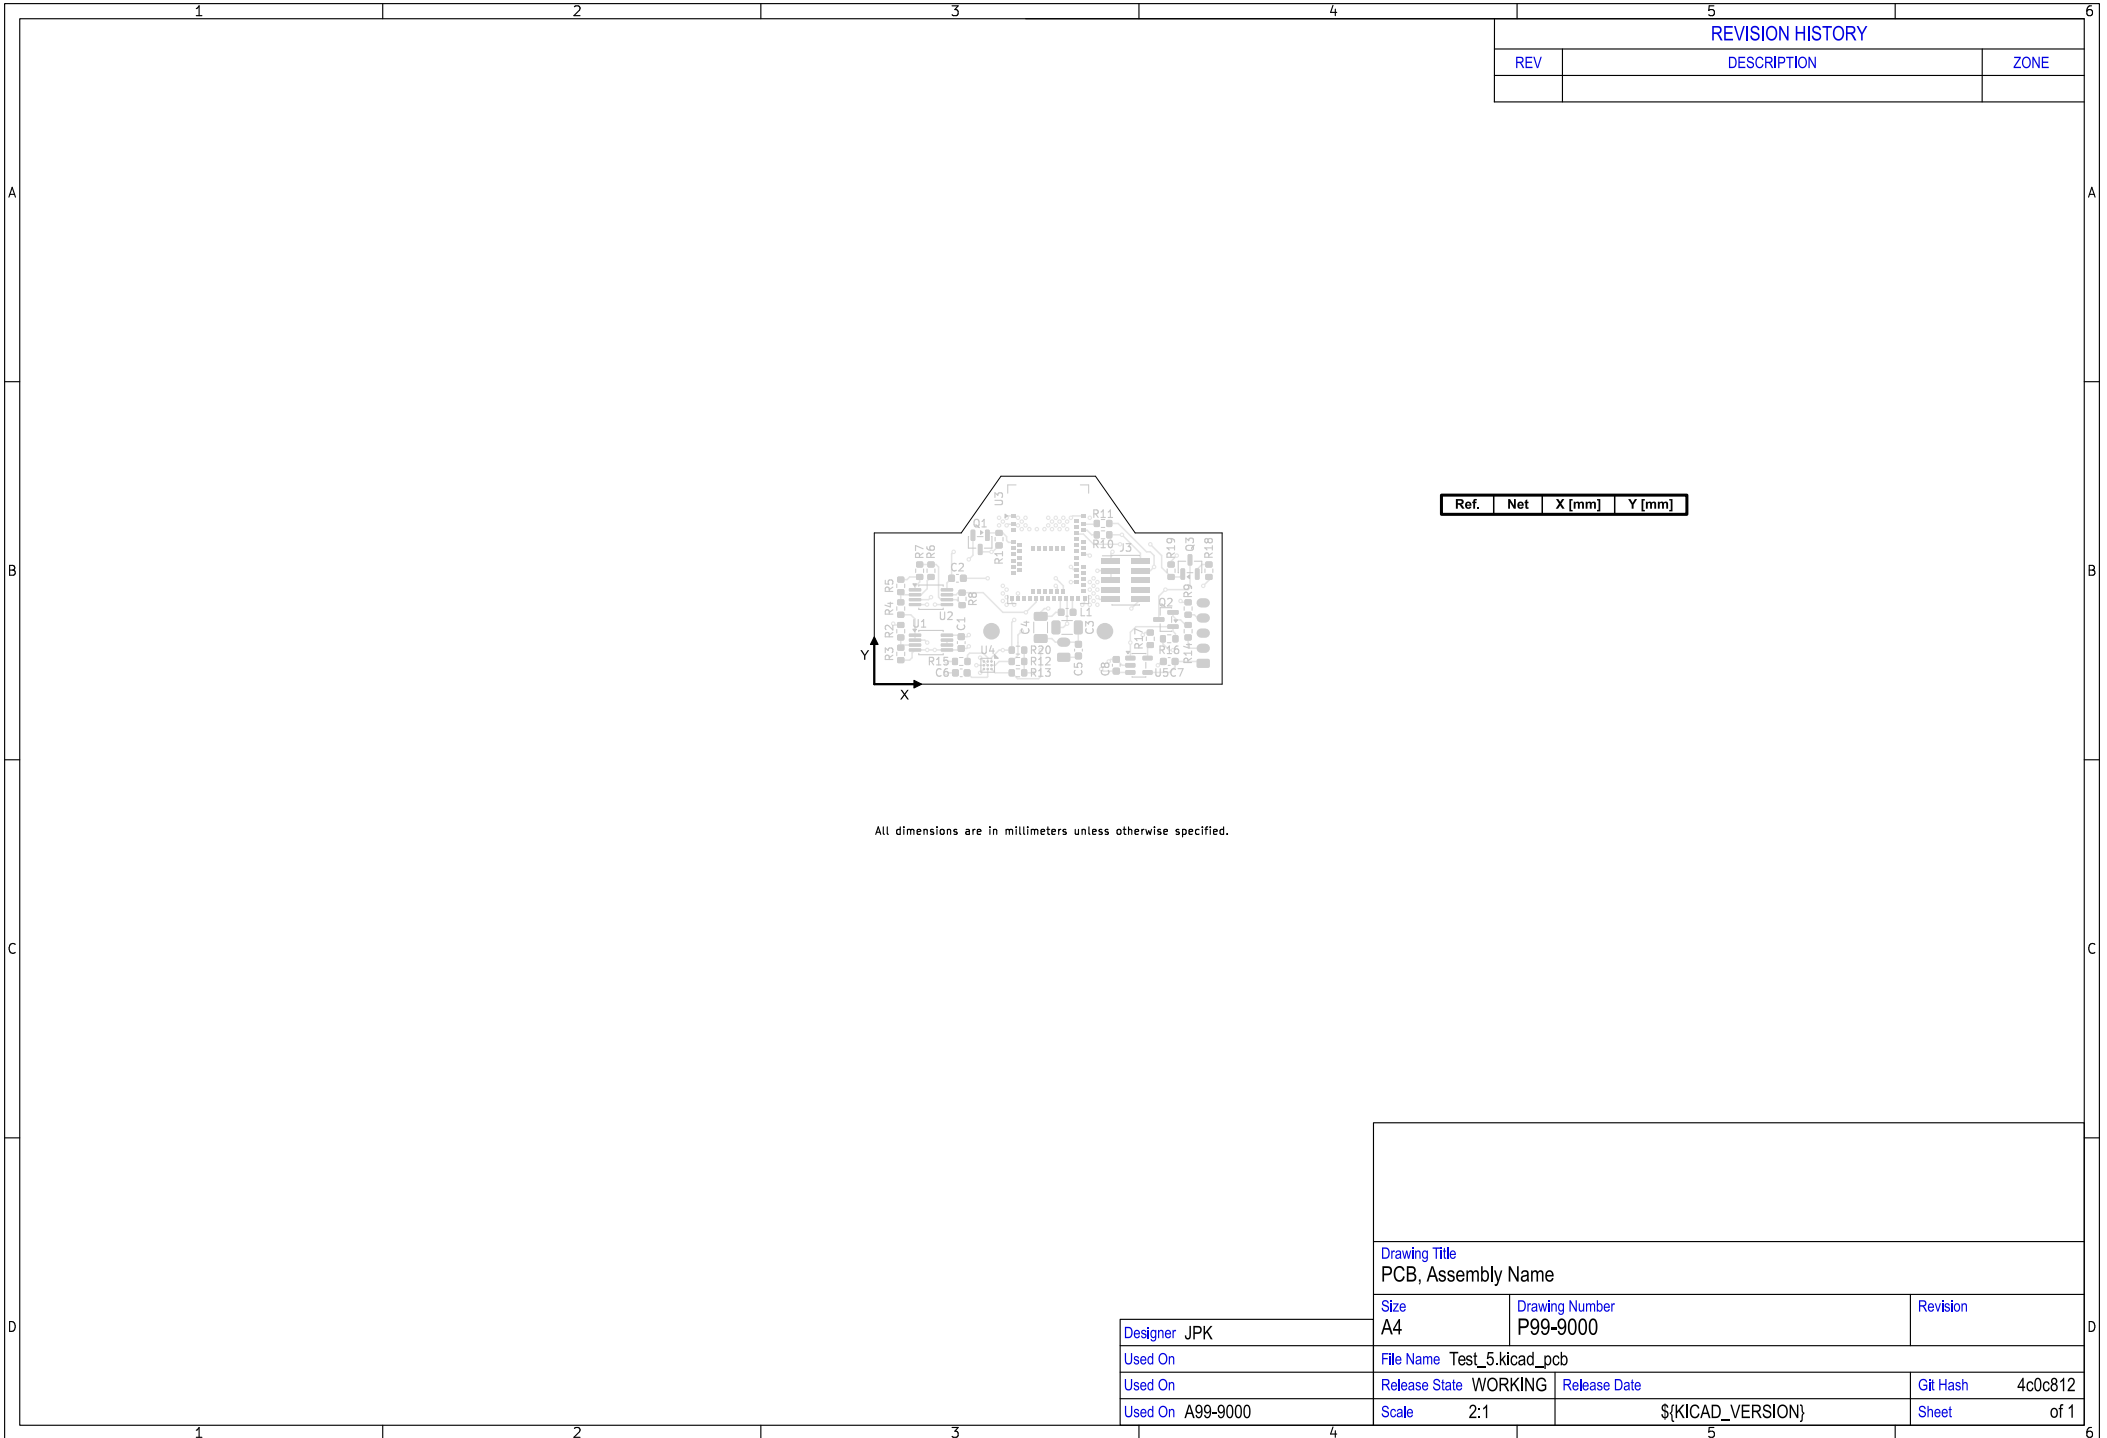 1 2 3 4 5 6
REVISION HISTORY
REV DESCRIPTION ZONE
A A
U3
R11
Q1
R1
R10
J3
R19
Q3
R18
R7
R6
C2
B B
R5
R9
R8
R4
Q2
U2
L1
U1
C1
C4
C3
R2
R17
R3
U4
R20
R16
R14
Y
R15
R12
C6
R13
C5
C8
U5
C7
X
Ref. Net X [mm] Y [mm]
All dimensions are in millimeters unless otherwise specified.
C C
Drawing Title
PCB, Assembly Name
Size Drawing Number Revision
A4 P99-9000
D D
Designer JPK
Used On
File Name Test_5.kicad_pcb
Used On
Release State WORKING Release Date Git Hash 4c0c812
Used On A99-9000
Scale 2:1 ${KICAD_VERSION} Sheet of 1
1 2 3 4 5 6